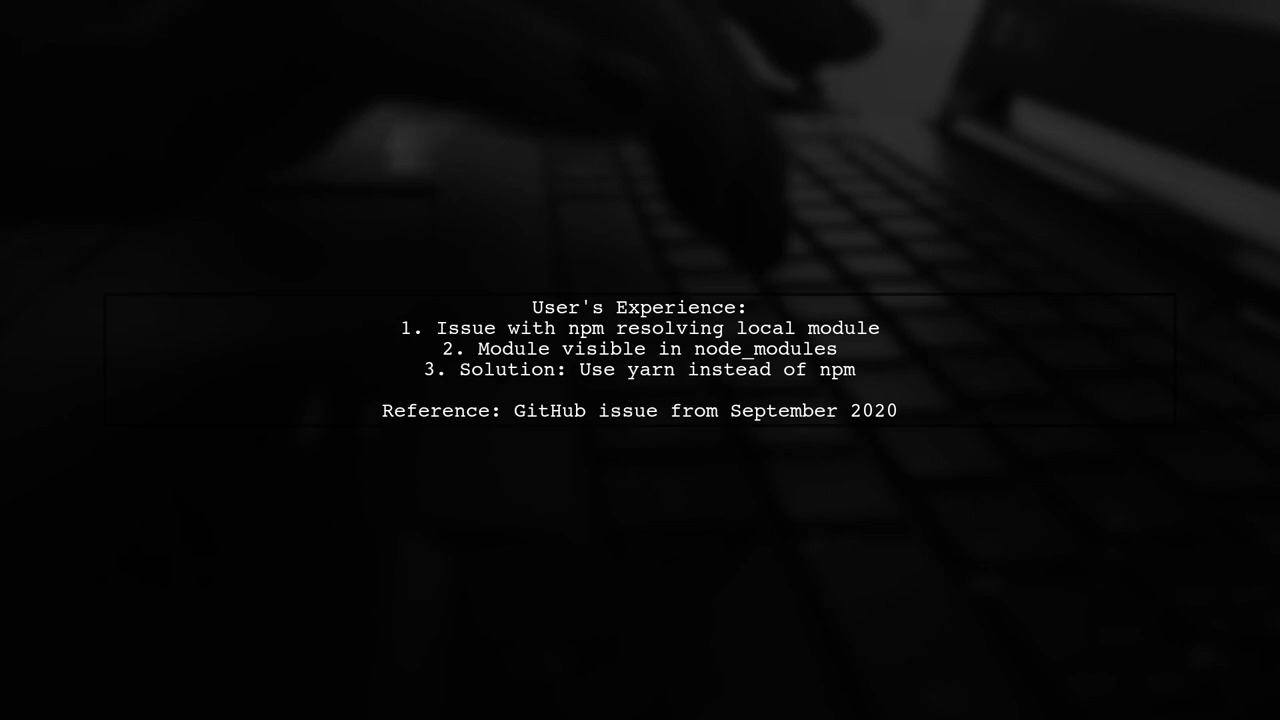 User's Experience:
1. Issue with npm resolving local module
2. Module visible in node_modules
3. Solution: Use yarn instead of npm
Reference: GitHub issue from September 2020